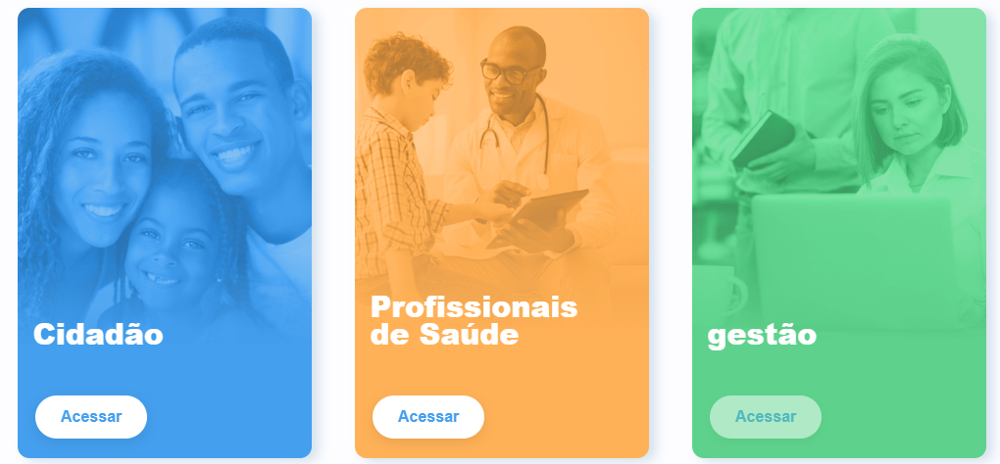 Cidadão
Acessar
Profissionais
de Saúde
Acessar
gestão
Acessar